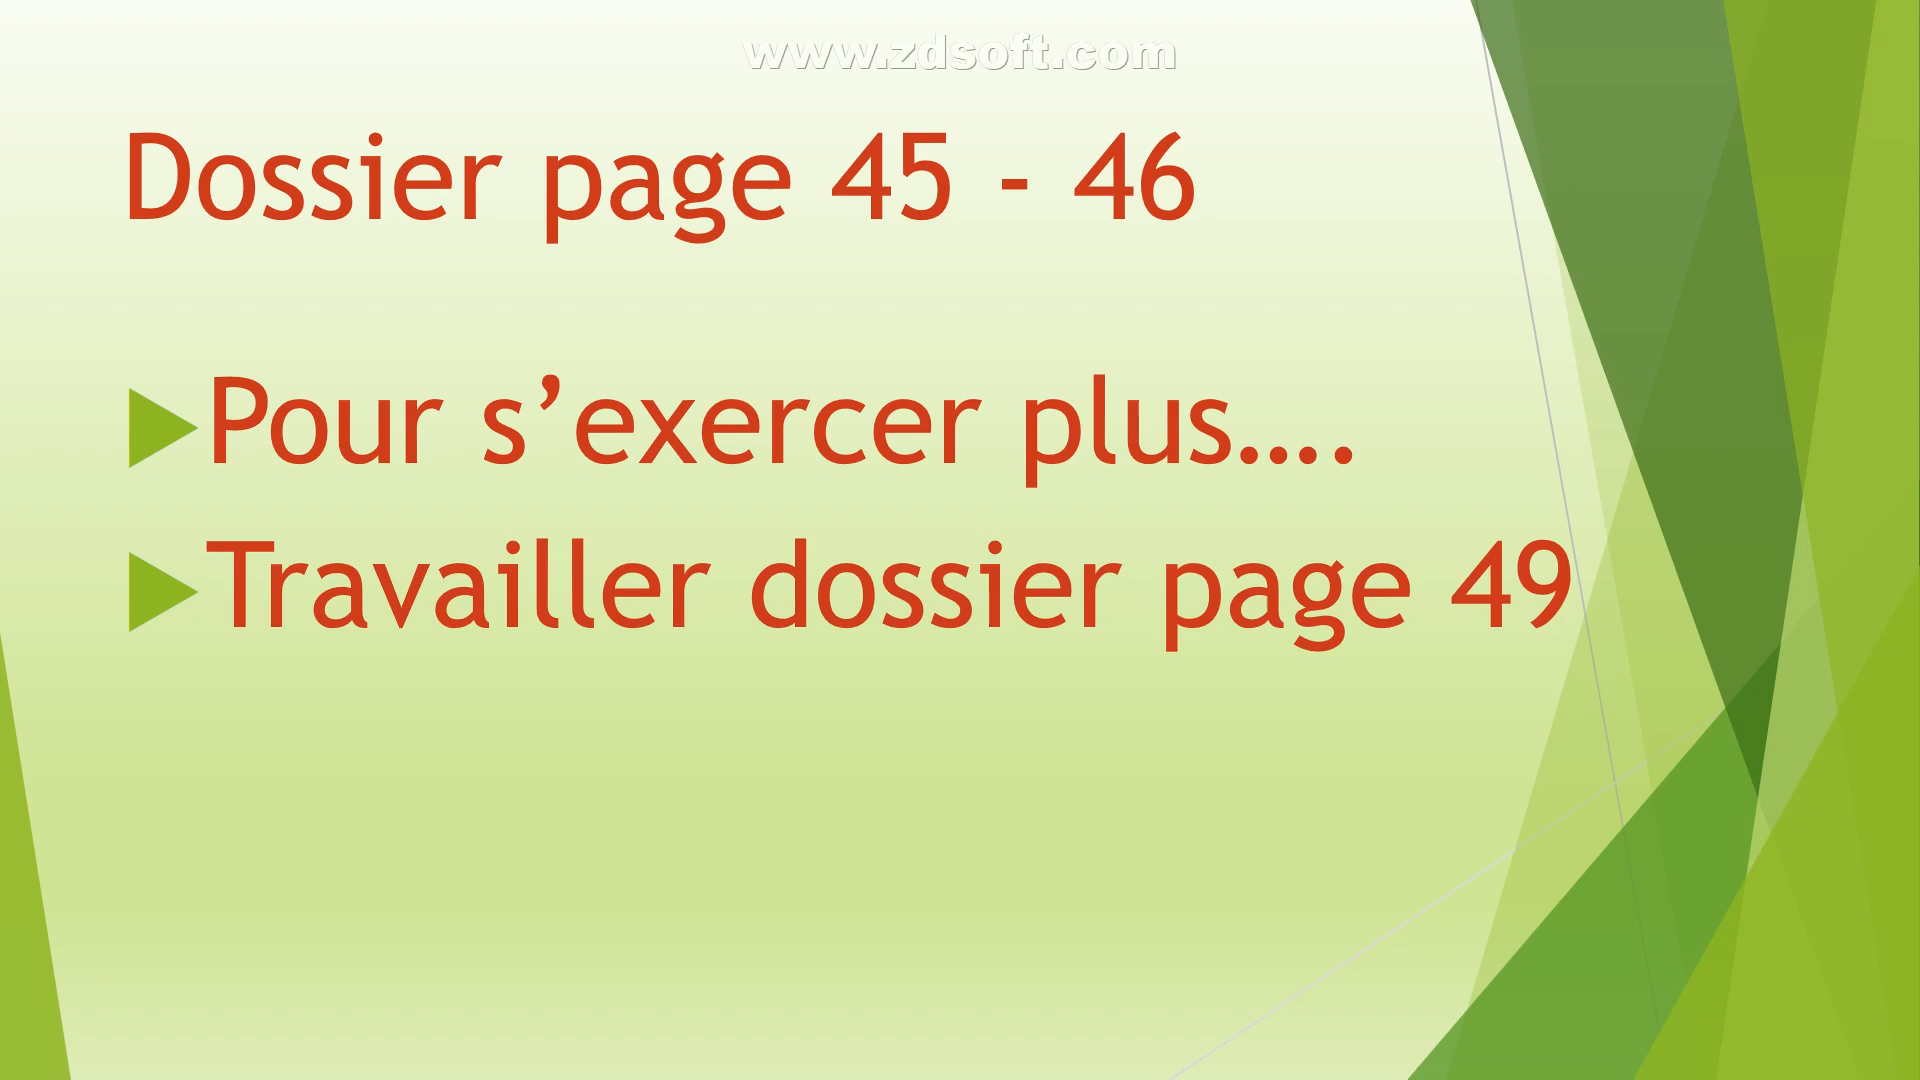 www.zdsoft.com
Dossier page 45 - 46
Pour s’exercer plus….
Travailler dossier page 49